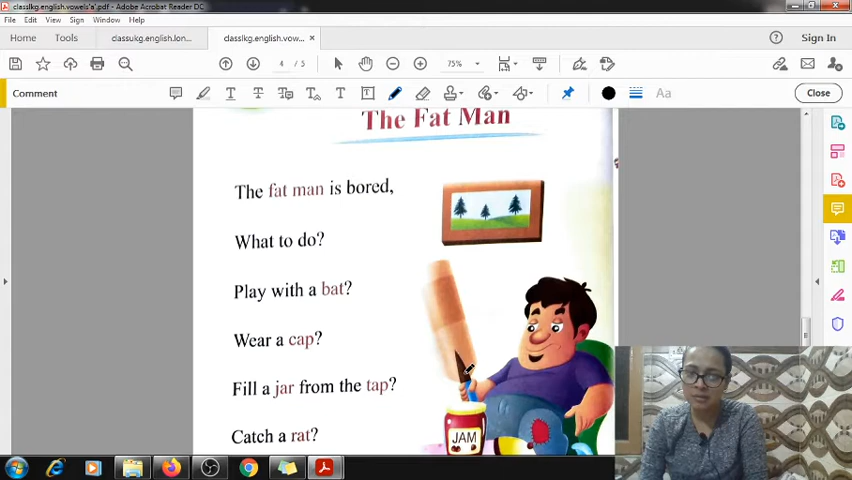 classlkg.english.vowels'a'.pdf - Adobe Acrobat Reader DC
File Edit View Sign Window Help
Home Tools classukg.english.lon... classlkg.english.vow... × Sign In
4 / 5 75%
Comment Close
The Fat Man
The fat man is bored,
What to do?
Play with a bat?
Wear a cap?
Fill a jar from the tap?
Catch a rat?
JAM